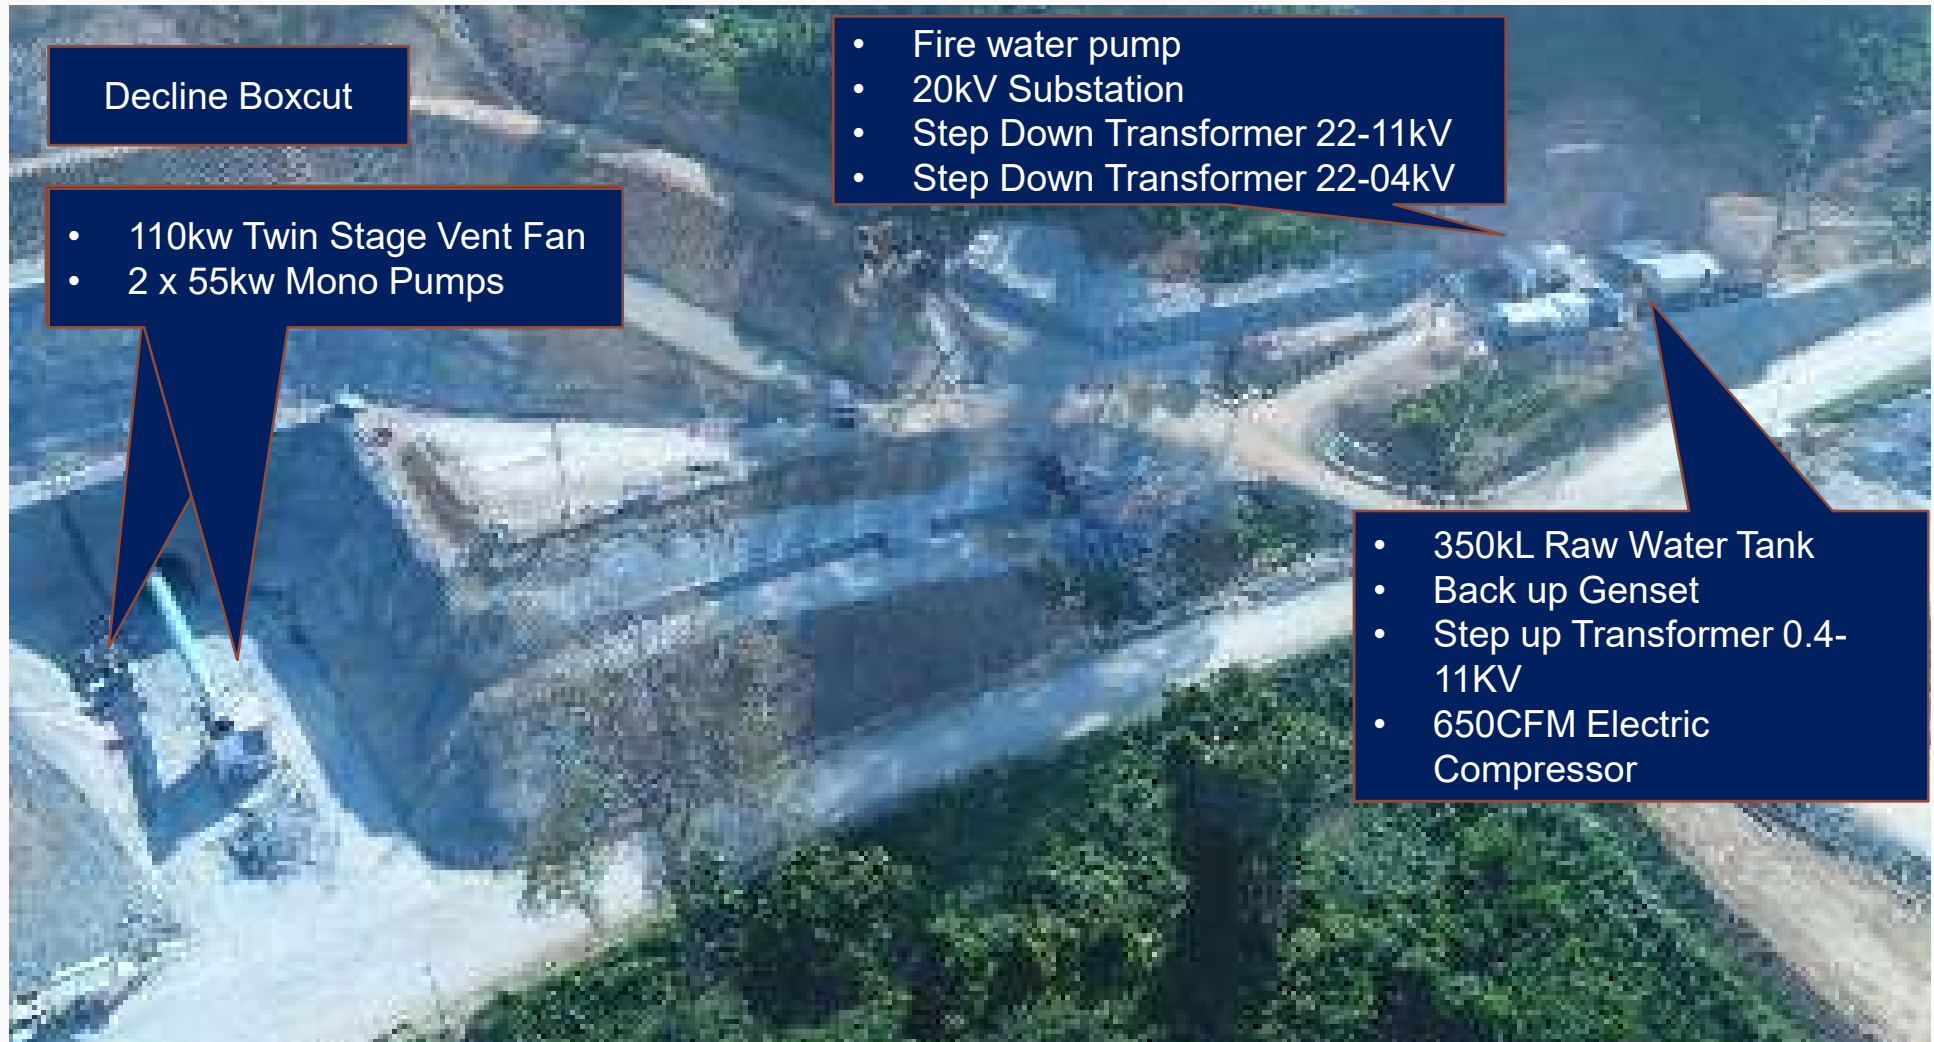 Decline Boxcut
• Fire water pump
• 20kV Substation
• Step Down Transformer 22-11kV
• Step Down Transformer 22-04kV
• 110kw Twin Stage Vent Fan
• 2 x 55kw Mono Pumps
• 350kL Raw Water Tank
• Back up Genset
• Step up Transformer 0.4-
11KV
• 650CFM Electric
Compressor